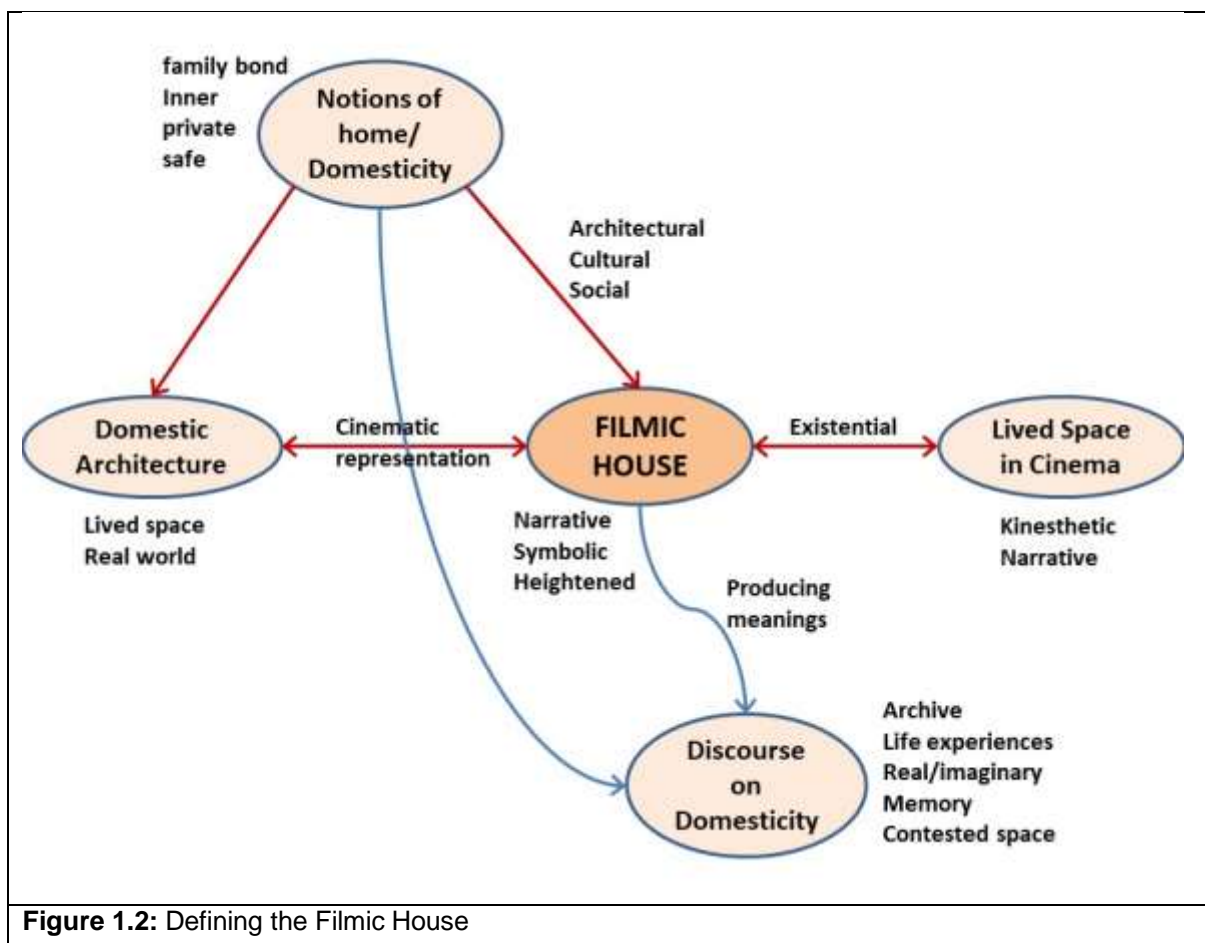 family bond
Inner
private
safe
Notions of
home/
Domesticity
Architectural
Cultural
Social
Domestic
Architecture
Cinematic
representation
FILMIC
HOUSE
Existential
Lived Space
in Cinema
Lived space
Real world
Narrative
Symbolic
Heightened
Kinesthetic
Narrative
Producing
meanings
Discourse
on
Domesticity
Archive
Life experiences
Real/imaginary
Memory
Contested space
Figure 1.2: Defining the Filmic House